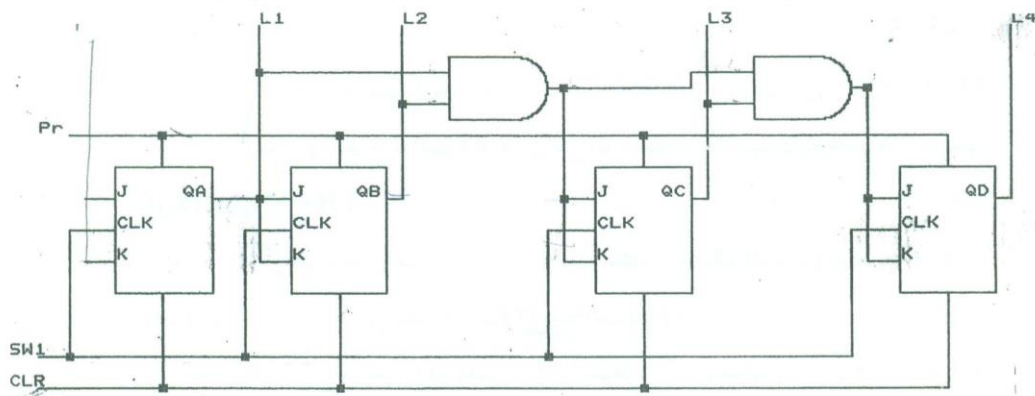 L1 L2 L3 L4
Pr
J QA J QB J QC J QD
CLK CLK CLK CLK
K K K K
SW1
CLR